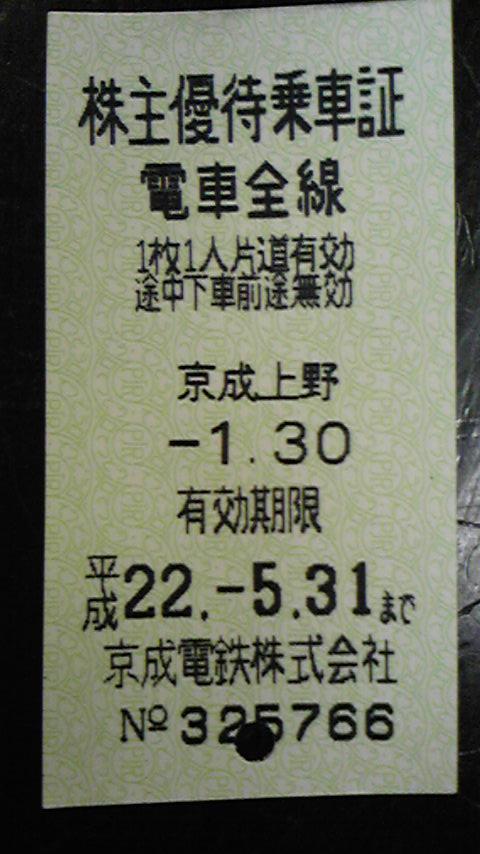 株主優待乗車証
電車全線
1枚1人片道有効
途中下車前途無効
京成上野
-1.30
有効期限
平成22.-5.31まで
京成電鉄株式会社
№325766